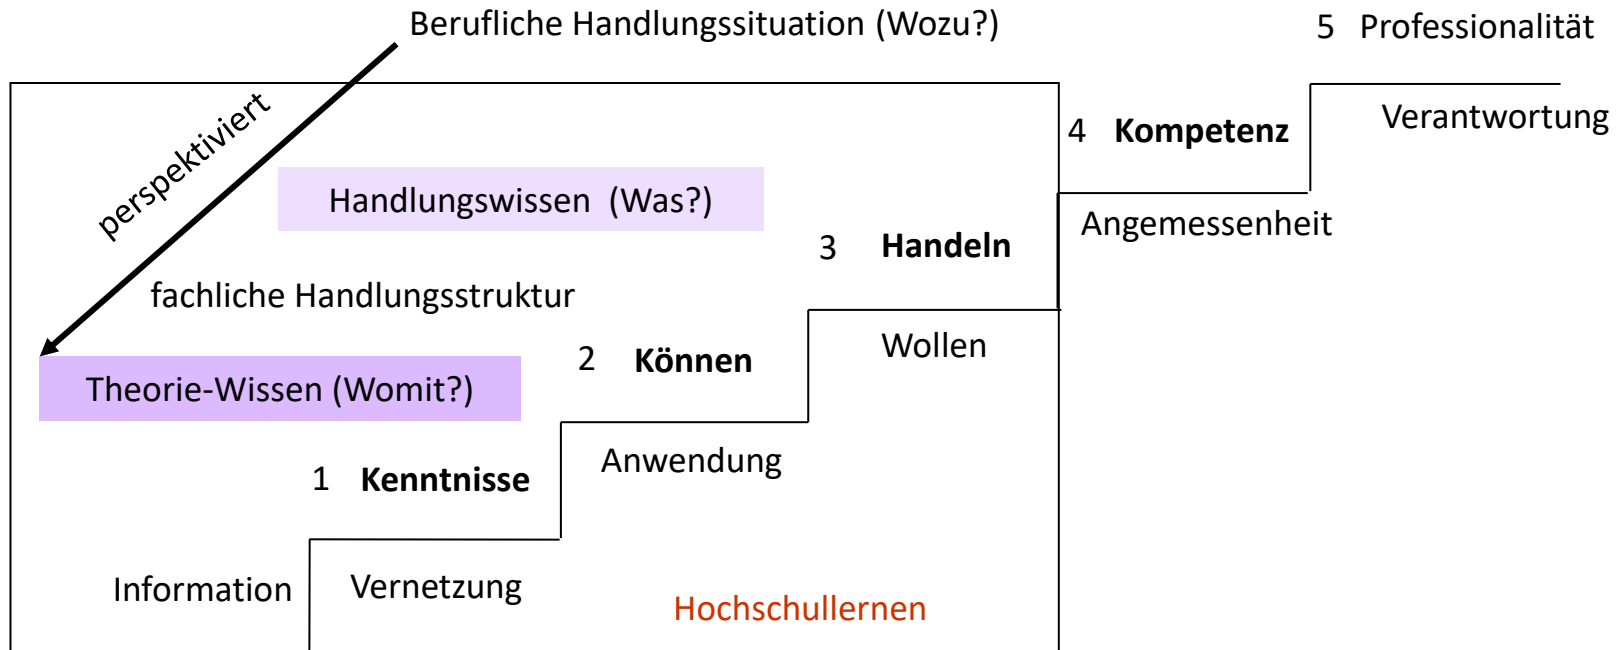 Berufliche Handlungssituation (Wozu?)
5 Professionalität
perspektiviert
Verantwortung
4 Kompetenz
Handlungswissen (Was?)
Angemessenheit
3 Handeln
fachliche Handlungsstruktur
Wollen
2 Können
Theorie-Wissen (Womit?)
Anwendung
1 Kenntnisse
Information
Vernetzung
Hochschullernen